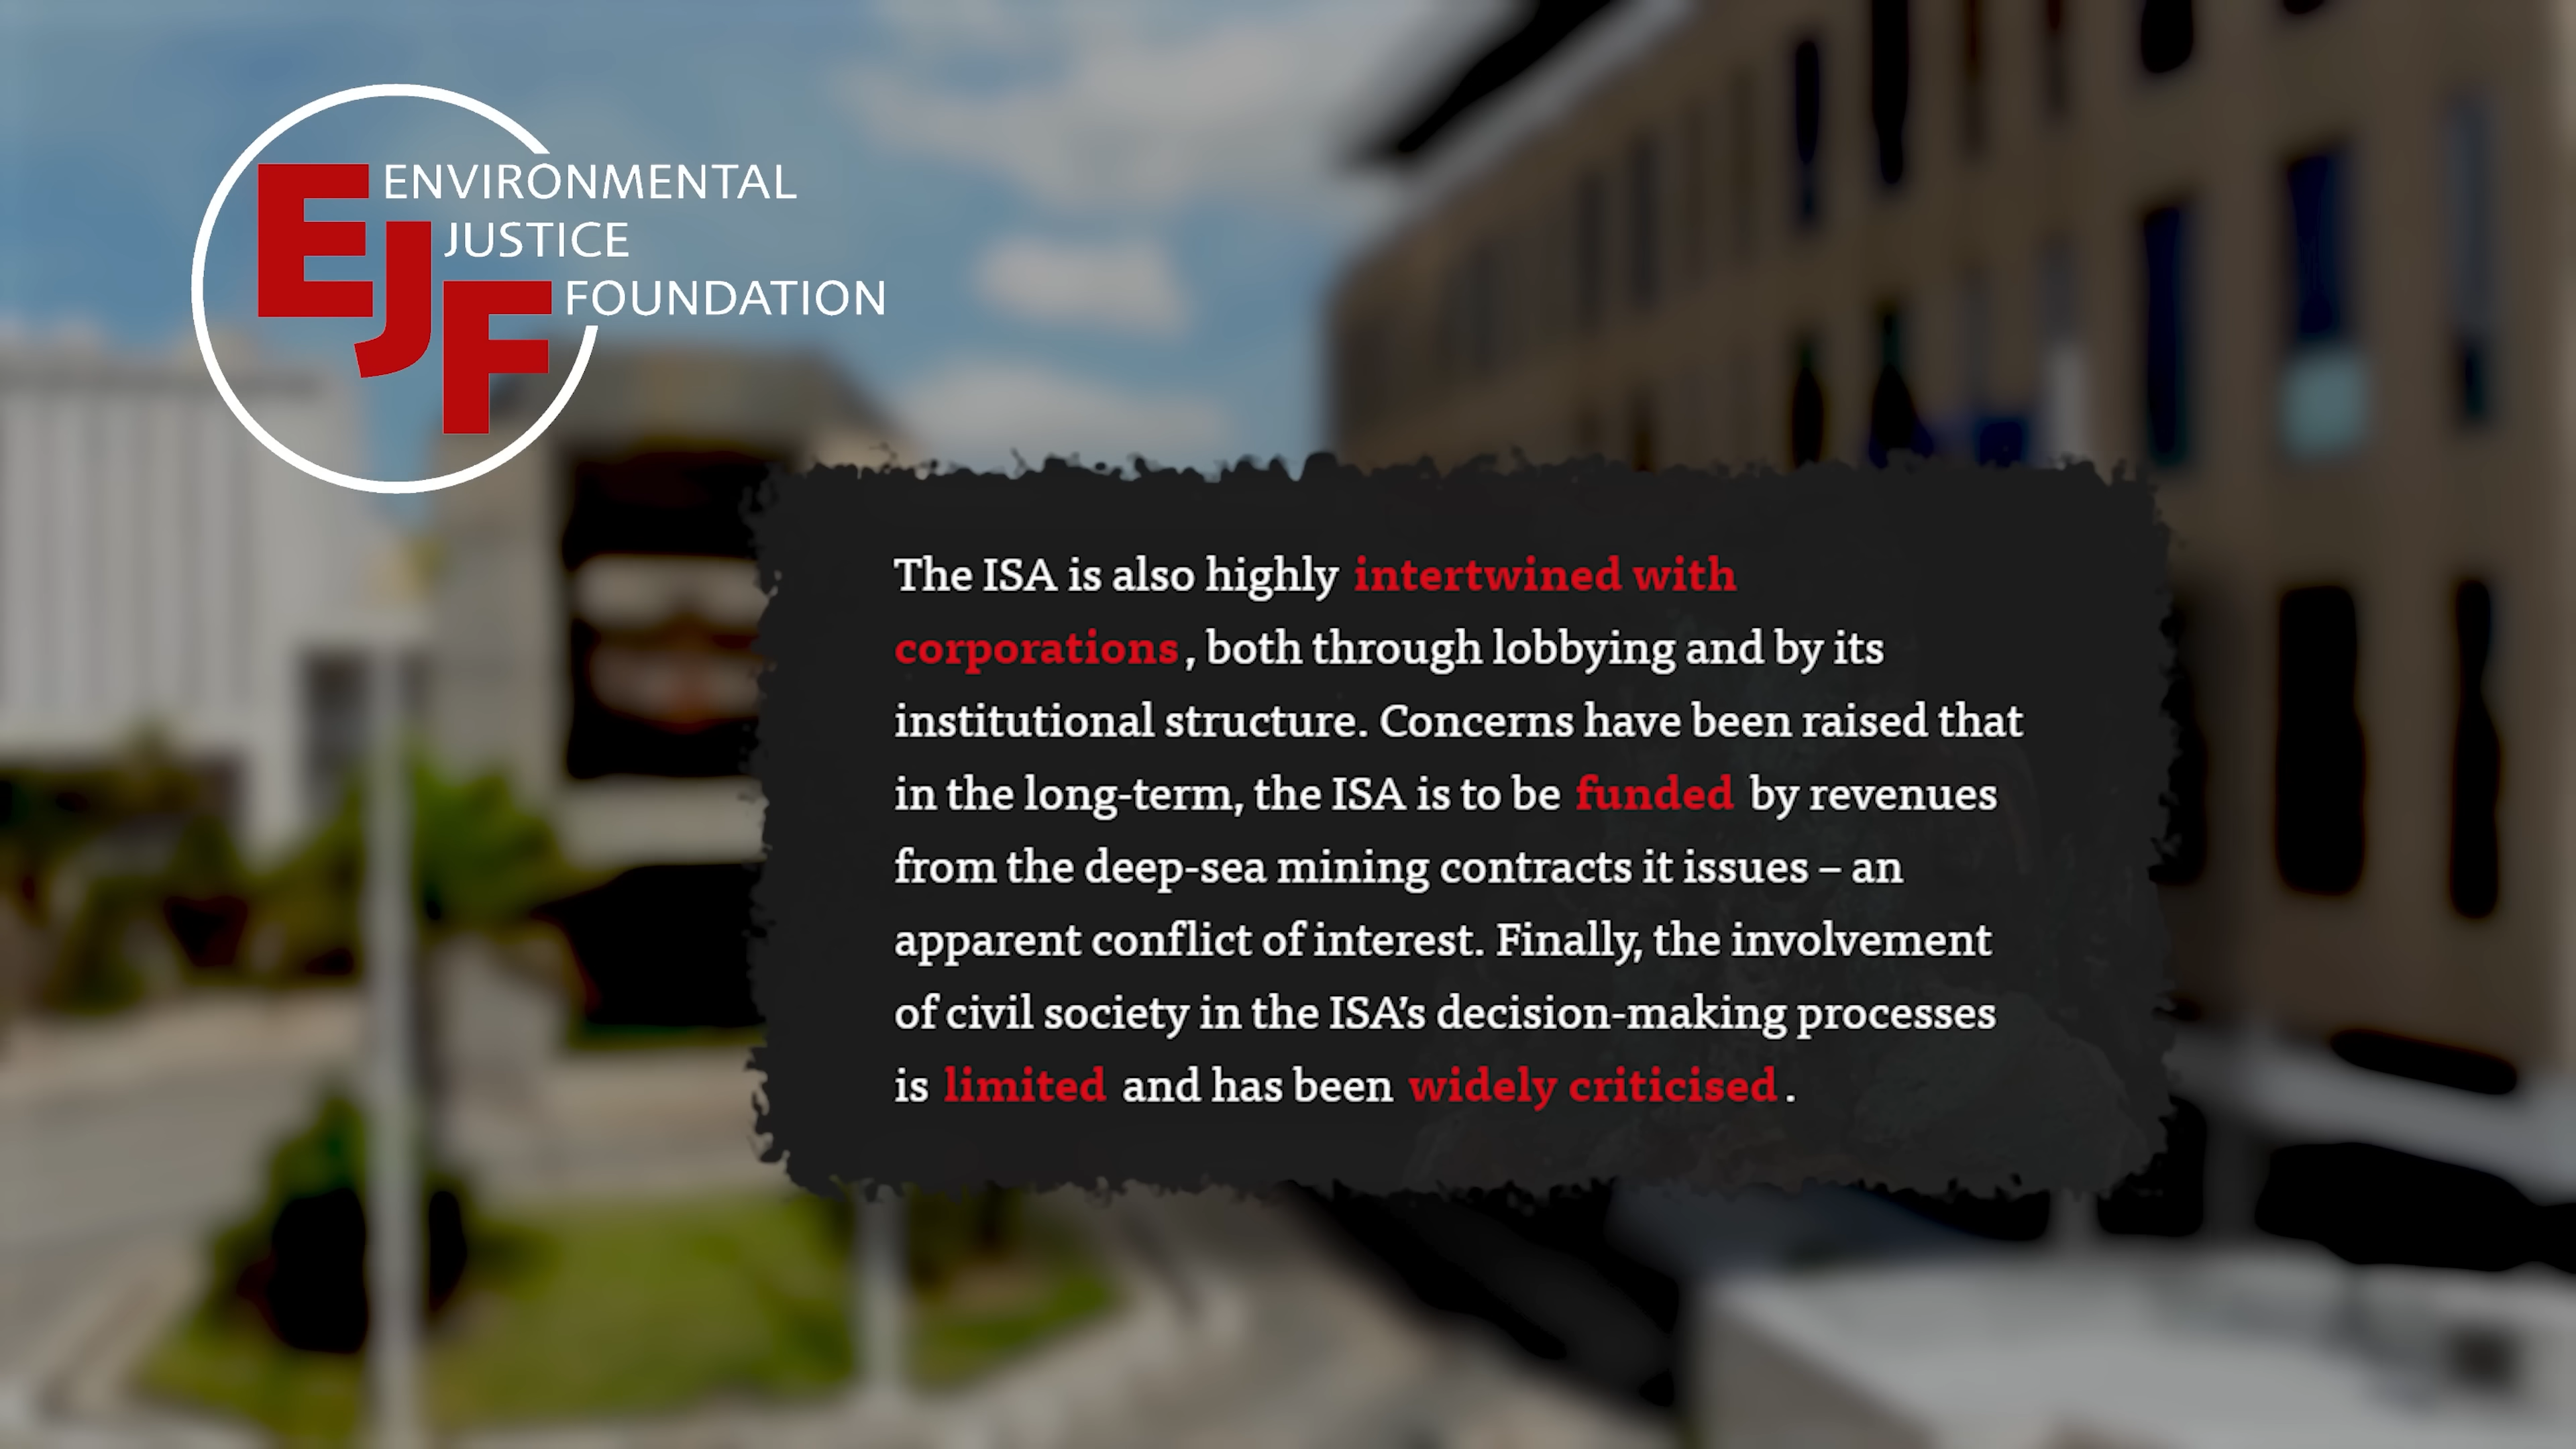 EJF
ENVIRONMENTAL
JUSTICE
FOUNDATION
The ISA is also highly intertwined with
corporations, both through lobbying and by its
institutional structure. Concerns have been raised that
in the long-term, the ISA is to be funded by revenues
from the deep-sea mining contracts it issues – an
apparent conflict of interest. Finally, the involvement
of civil society in the ISA’s decision-making processes
is limited and has been widely criticised.